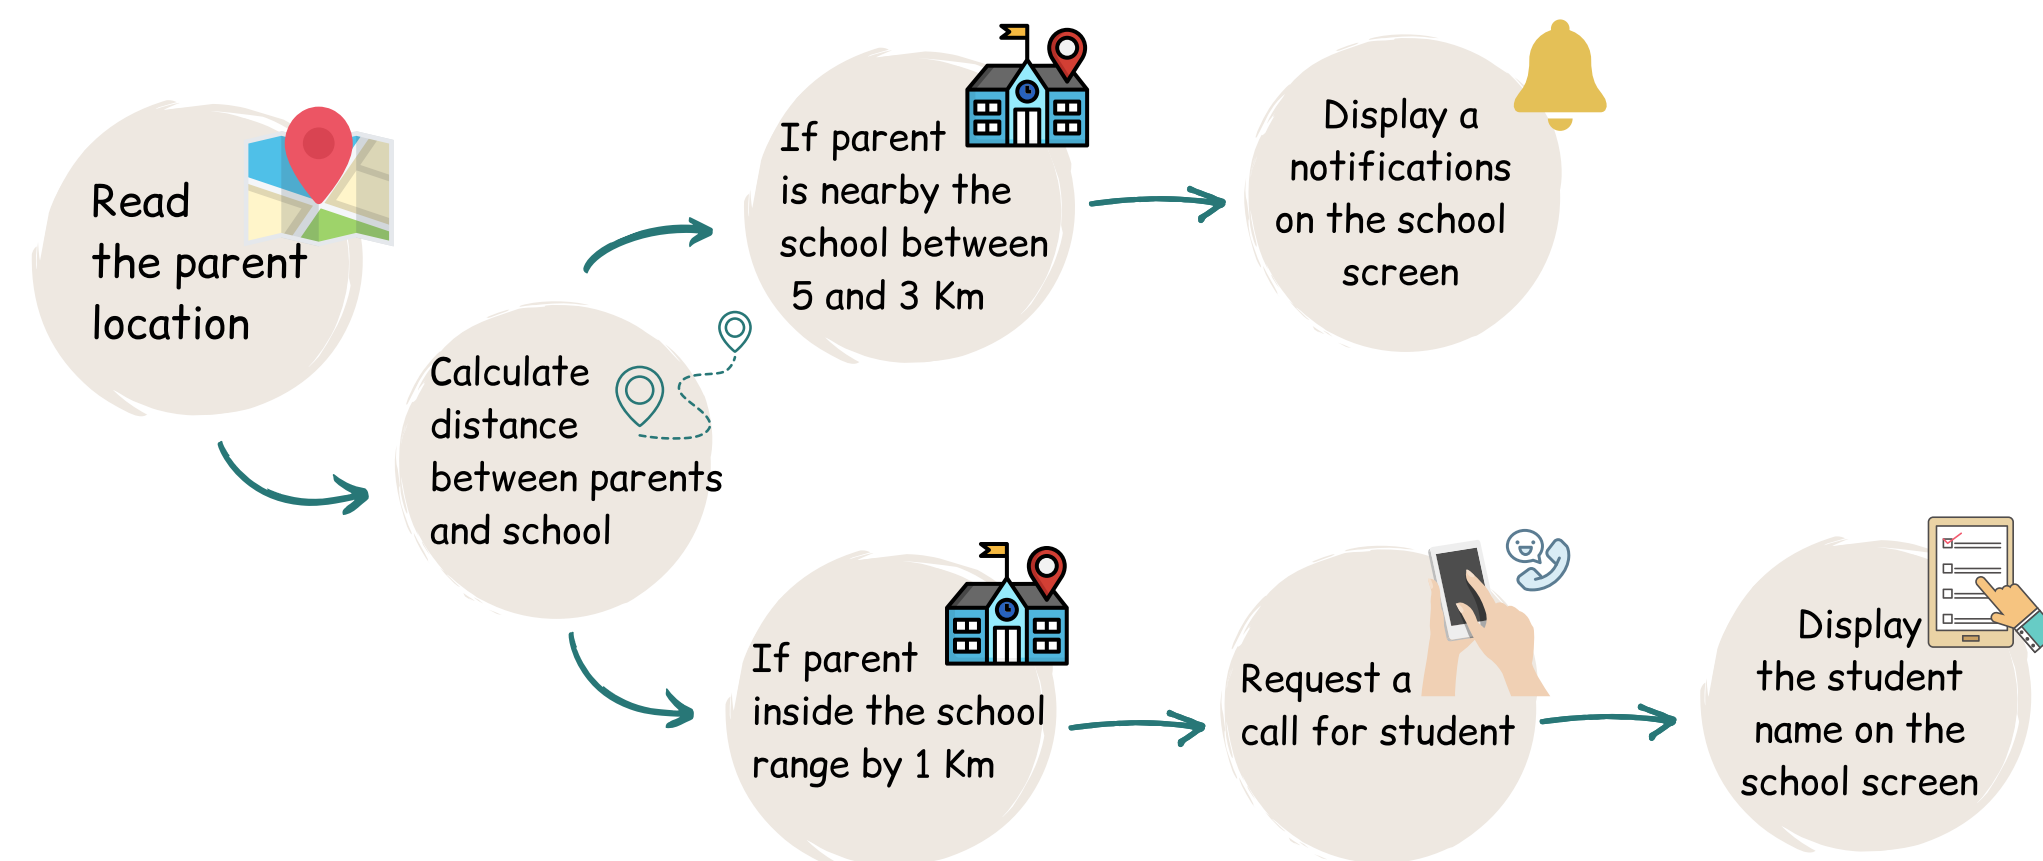 Read
the parent
location
Calculate
distance
between parents
and school
If parent
is nearby the
school between
5 and 3 Km
Display a
notifications
on the school
screen
If parent
inside the school
range by 1 Km
Request a
call for student
Display
the student
name on the
school screen